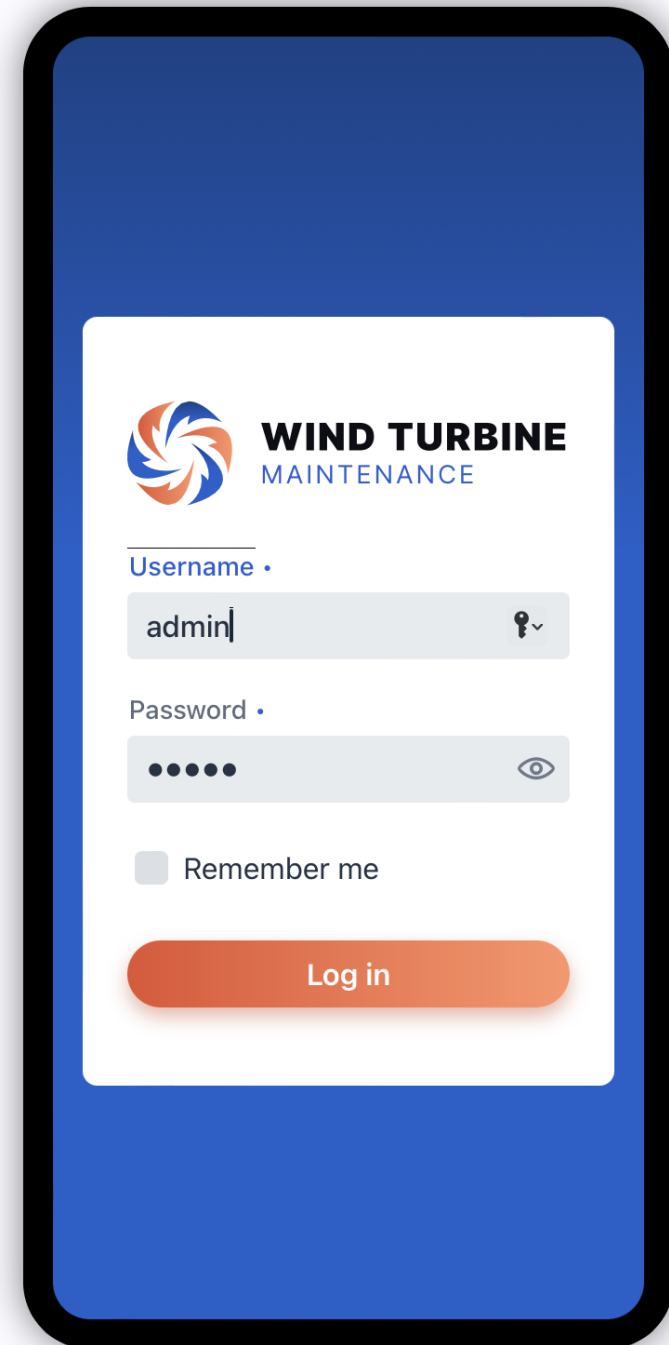 WIND TURBINE
MAINTENANCE
Username •
admin
Password •
•••••
Remember me
Log in